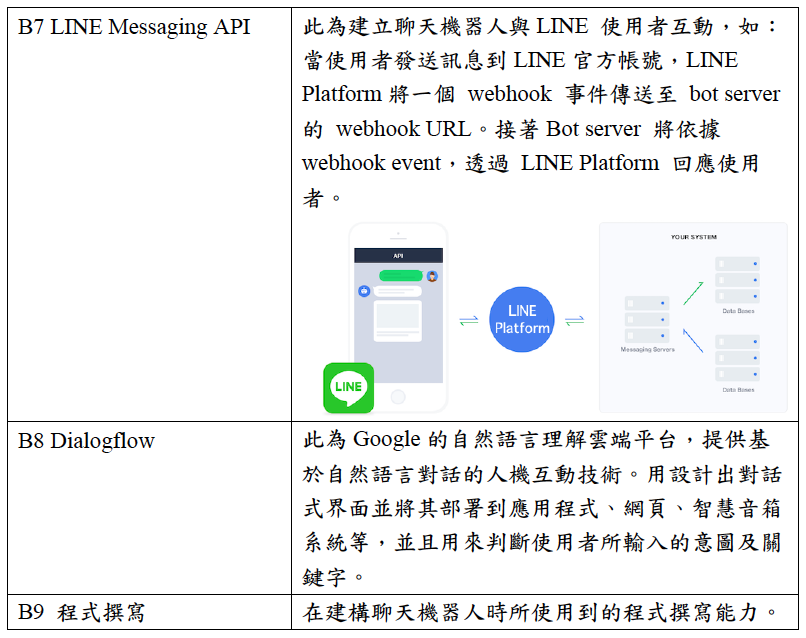 B7 LINE Messaging API
此為建立聊天機器人與 LINE 使用者互動，如：
當使用者發送訊息到 LINE 官方帳號，LINE
Platform 將一個 webhook 事件傳送至 bot server
的 webhook URL。接著 Bot server 將依據
webhook event，透過 LINE Platform 回應使用
者。
API
LINE
Platform
LINE
YOUR SYSTEM
Data Bases
Messaging Servers
Data Bases
B8 Dialogflow
此為 Google 的自然語言理解雲端平台，提供基
於自然語言對話的人機互動技術。用設計出對話
式界面並將其部署到應用程式、網頁、智慧音箱
系統等，並且用來判斷使用者所輸入的意圖及關
鍵字。
B9 程式撰寫
在建構聊天機器人時所使用到的程式撰寫能力。